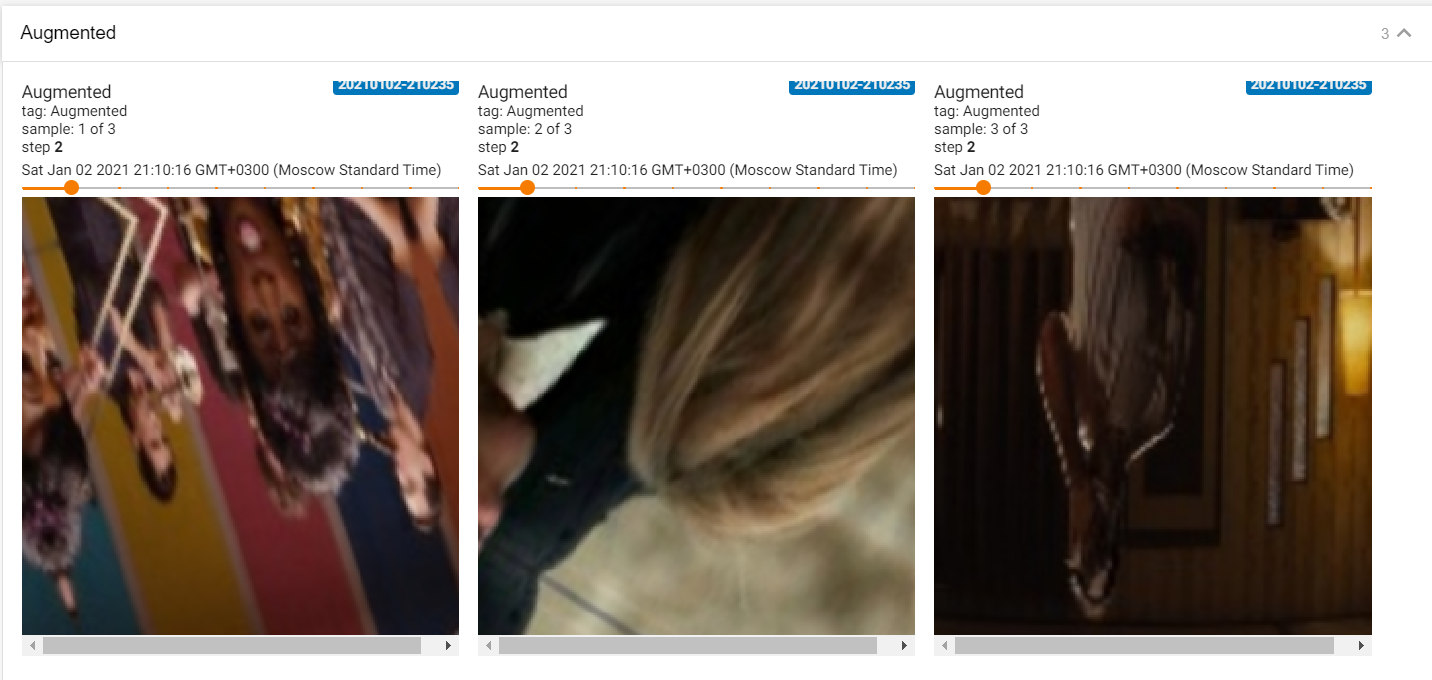 Augmented
3
Augmented
20210102-210235
tag: Augmented
sample: 1 of 3
step 2
Sat Jan 02 2021 21:10:16 GMT+0300 (Moscow Standard Time)
Augmented
20210102-210235
tag: Augmented
sample: 2 of 3
step 2
Sat Jan 02 2021 21:10:16 GMT+0300 (Moscow Standard Time)
Augmented
20210102-210235
tag: Augmented
sample: 3 of 3
step 2
Sat Jan 02 2021 21:10:16 GMT+0300 (Moscow Standard Time)